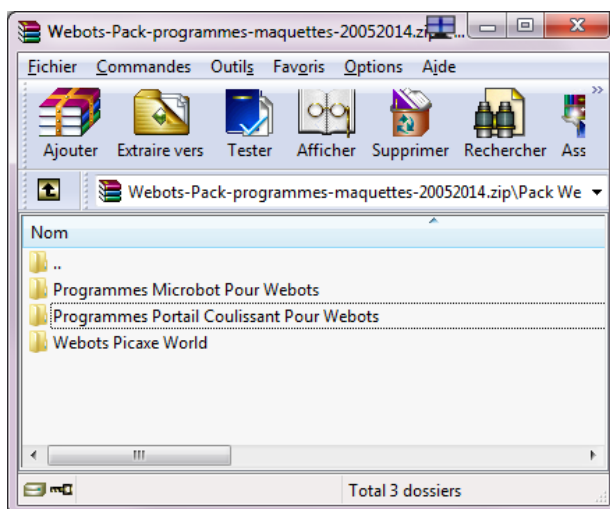 Webots-Pack-programmes-maquettes-20052014.zip...
Fichier Commandes Outils Favoris Options Aide
Ajouter Extraire vers Tester Afficher Supprimer Rechercher Ass
Webots-Pack-programmes-maquettes-20052014.zip\Pack We
Nom
..
Programmes Microbot Pour Webots
Programmes Portail Coulissant Pour Webots
Webots Picaxe World
Total 3 dossiers